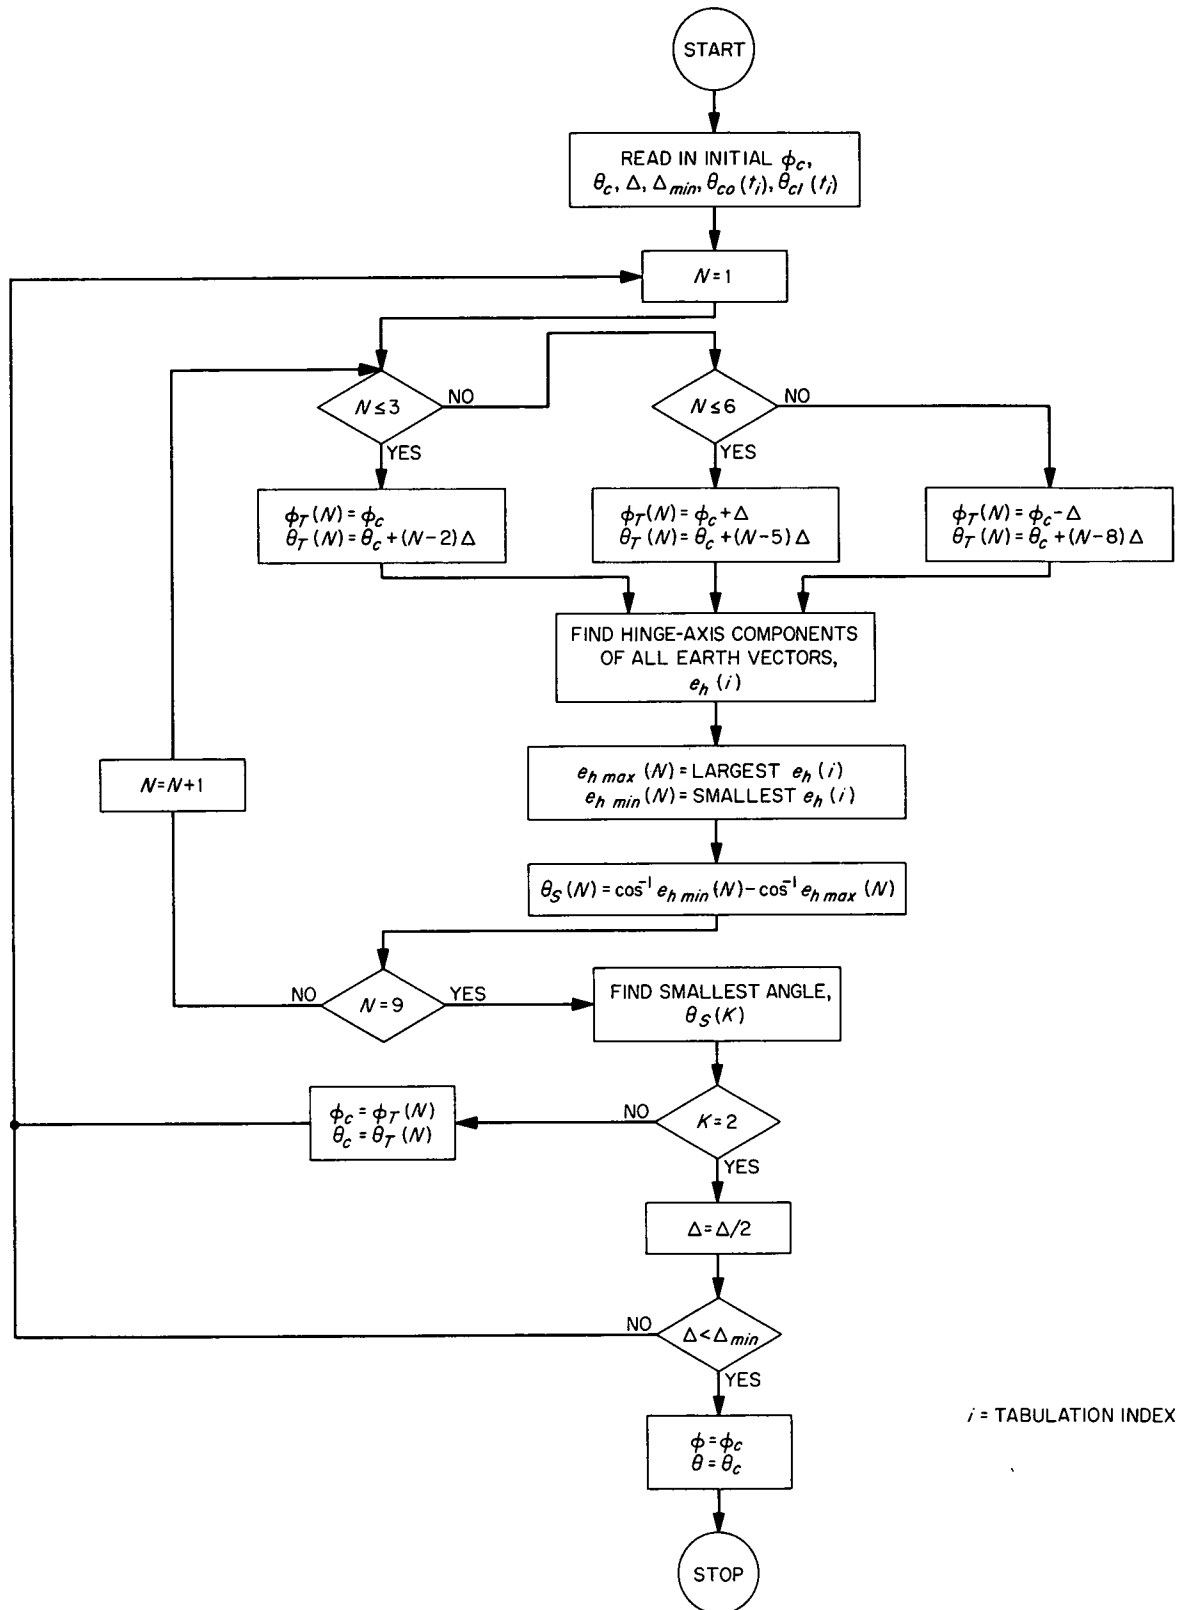 START
READ IN INITIAL ϕc,
θc, Δ, Δmin, θco (ti), θcl (ti)
N = 1
N ≤ 3
NO
YES
N ≤ 6
NO
YES
ϕT (N) = ϕc
θT (N) = θc + (N−2) Δ
ϕT (N) = ϕc + Δ
θT (N) = θc + (N−5) Δ
ϕT (N) = ϕc − Δ
θT (N) = θc + (N−8) Δ
FIND HINGE-AXIS COMPONENTS
OF ALL EARTH VECTORS,
eh (i)
N = N+1
eh max (N) = LARGEST eh (i)
eh min (N) = SMALLEST eh (i)
θS (N) = cos⁻¹ eh min (N) − cos⁻¹ eh max (N)
NO
N = 9
YES
FIND SMALLEST ANGLE,
θS (K)
ϕc = ϕT (N)
θc = θT (N)
NO
K = 2
YES
Δ = Δ/2
NO
Δ < Δmin
YES
i = TABULATION INDEX
ϕ = ϕc
θ = θc
STOP